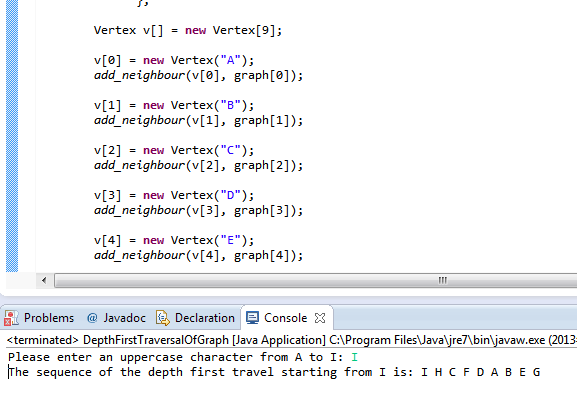 };
Vertex v[] = new Vertex[9];
v[0] = new Vertex("A");
add_neighbour(v[0], graph[0]);
v[1] = new Vertex("B");
add_neighbour(v[1], graph[1]);
v[2] = new Vertex("C");
add_neighbour(v[2], graph[2]);
v[3] = new Vertex("D");
add_neighbour(v[3], graph[3]);
v[4] = new Vertex("E");
add_neighbour(v[4], graph[4]);
Problems @ Javadoc Declaration Console
<terminated> DepthFirstTraversalOfGraph [Java Application] C:\Program Files\Java\jre7\bin\javaw.exe (2013
Please enter an uppercase character from A to I: I
The sequence of the depth first travel starting from I is: I H C F D A B E G